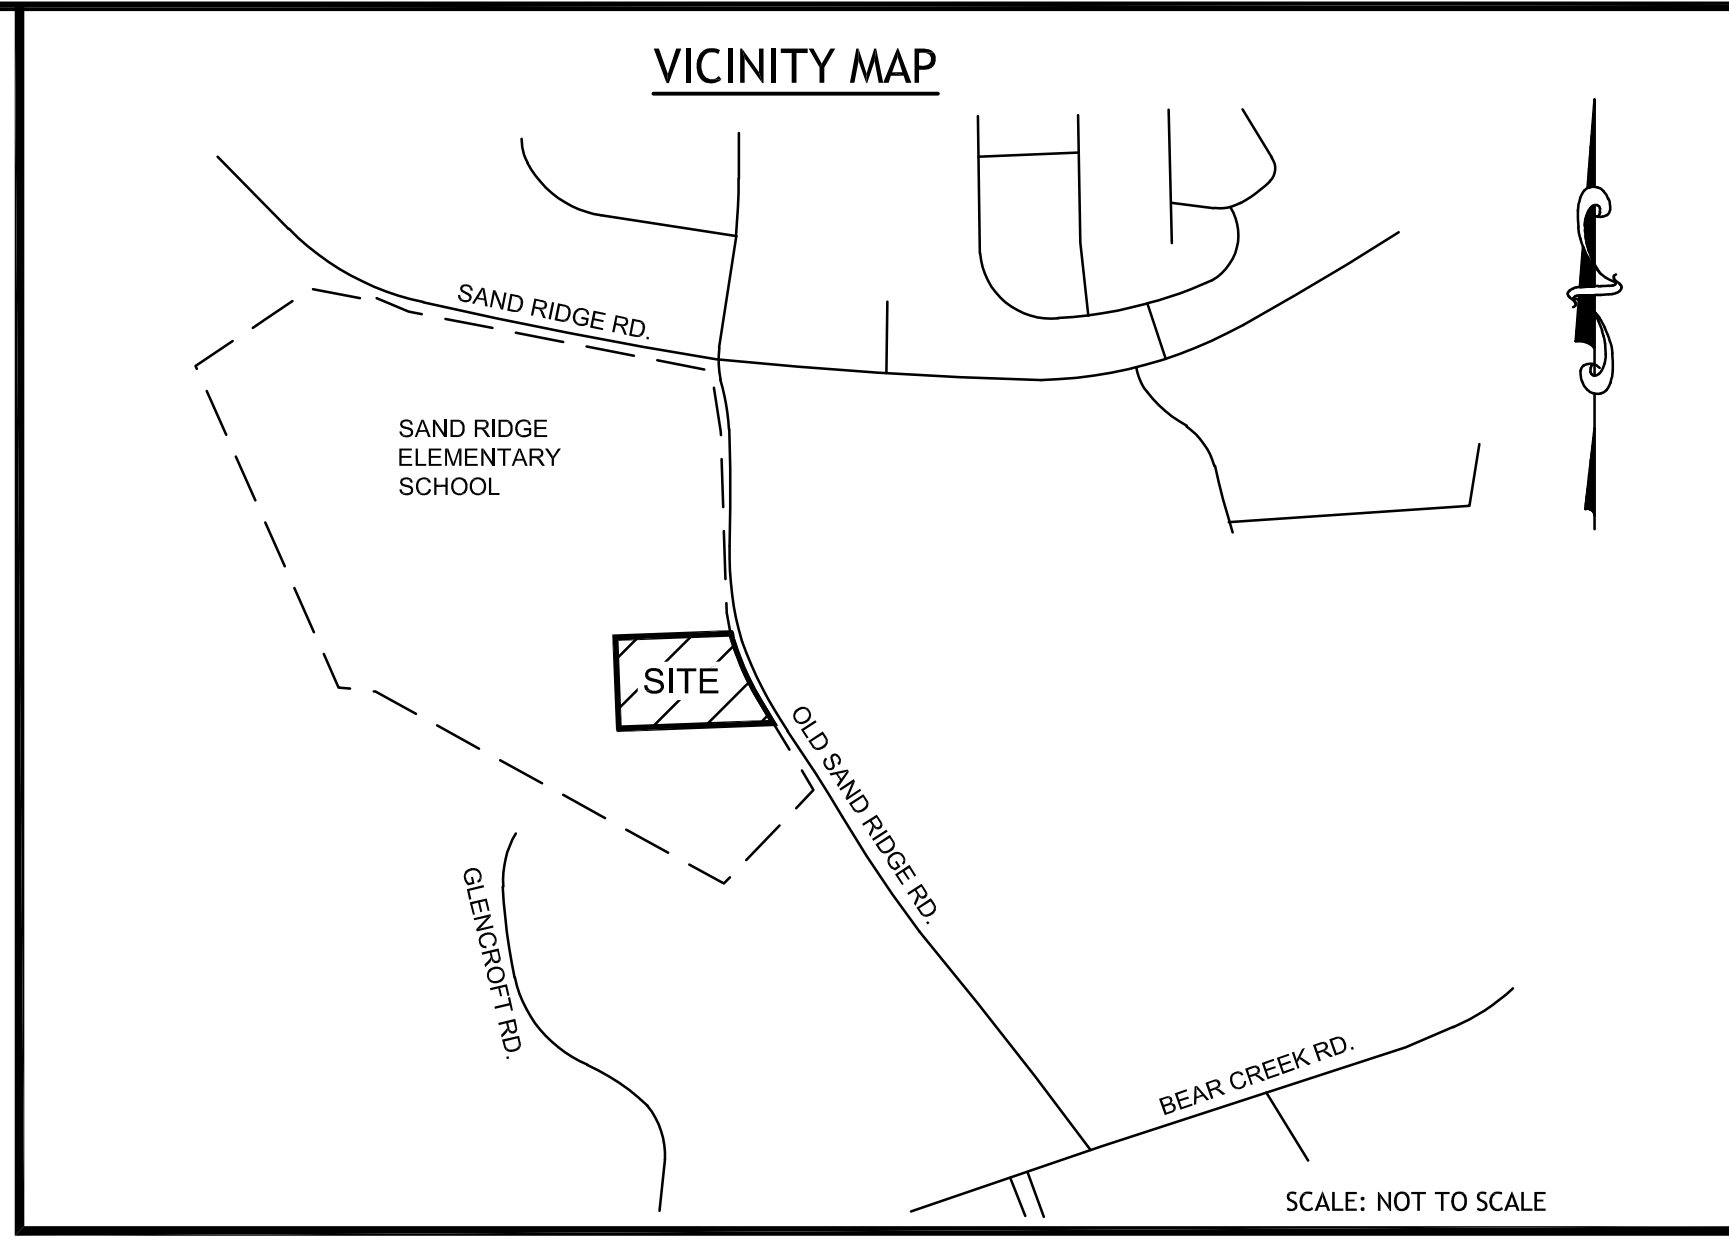 VICINITY MAP
SAND RIDGE RD.
SAND RIDGE
ELEMENTARY
SCHOOL
SITE
OLD SAND RIDGE RD.
GLENCROFT RD.
BEAR CREEK RD.
SCALE: NOT TO SCALE